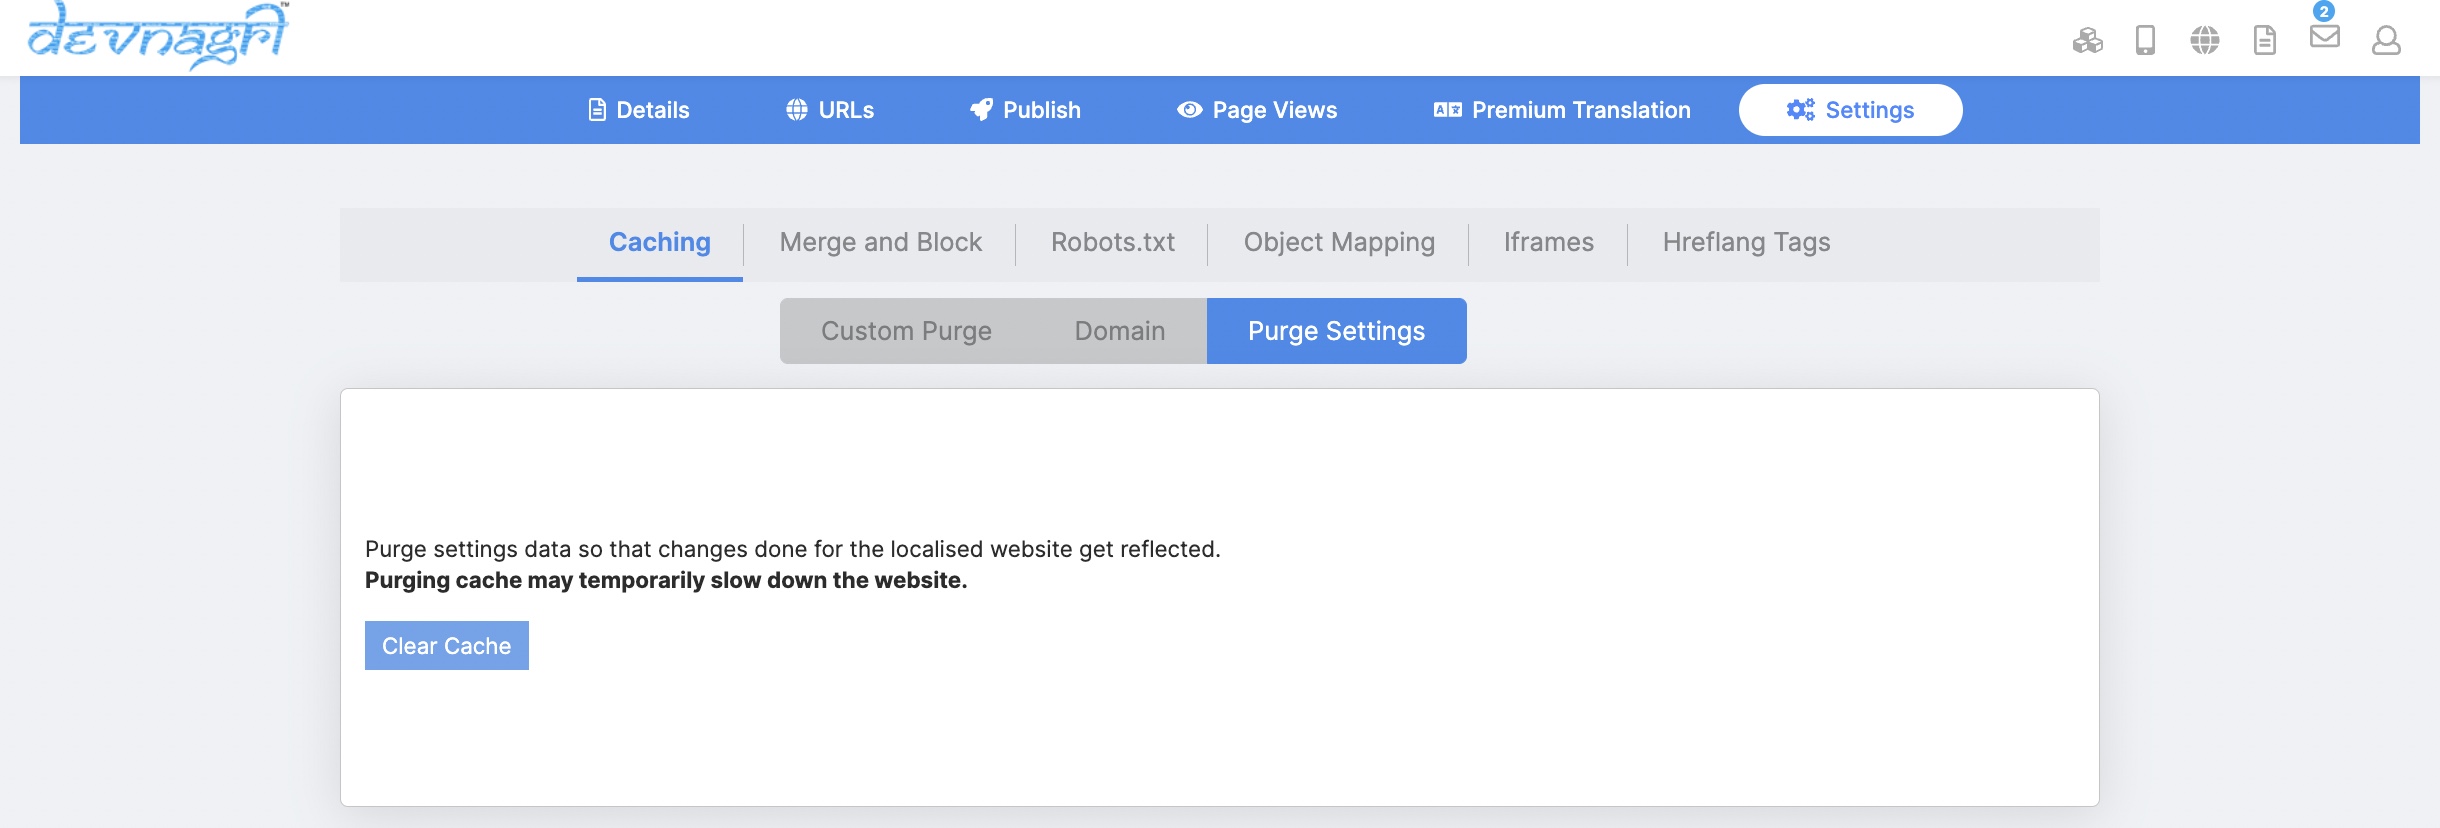 devnagri™
2
Details
URLs
Publish
Page Views
Premium Translation
Settings
Caching
Merge and Block
Robots.txt
Object Mapping
Iframes
Hreflang Tags
Custom Purge
Domain
Purge Settings
Purge settings data so that changes done for the localised website get reflected.
Purging cache may temporarily slow down the website.
Clear Cache